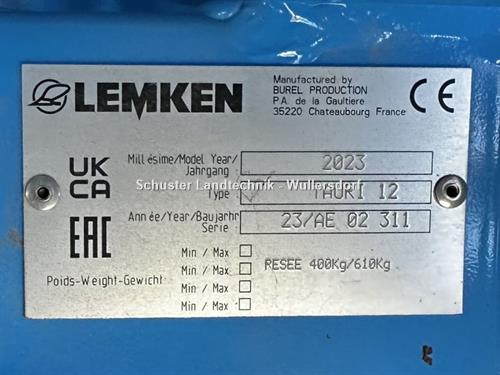 LEMKEN
Manufactured by
BUREL PRODUCTION
P.A. de la Gaultiere
35220 Chateaubourg France
CE
UK
CA
EAC
Millésime/Model Year/
Jahrgang :
2023
Schuster Landtechnik - Wullersdorf
Type :
TAURI 12
Année/Year/Baujahr
Serie :
23/AE 02 311
Poids-Weight-Gewicht
Min / Max
RESEE 400Kg/610Kg
Min / Max
Min / Max
Min / Max